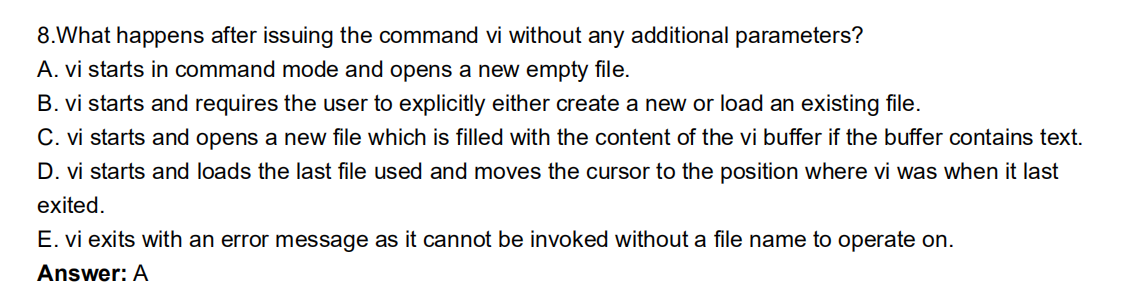 8.What happens after issuing the command vi without any additional parameters?
A. vi starts in command mode and opens a new empty file.
B. vi starts and requires the user to explicitly either create a new or load an existing file.
C. vi starts and opens a new file which is filled with the content of the vi buffer if the buffer contains text.
D. vi starts and loads the last file used and moves the cursor to the position where vi was when it last
exited.
E. vi exits with an error message as it cannot be invoked without a file name to operate on.
Answer: A